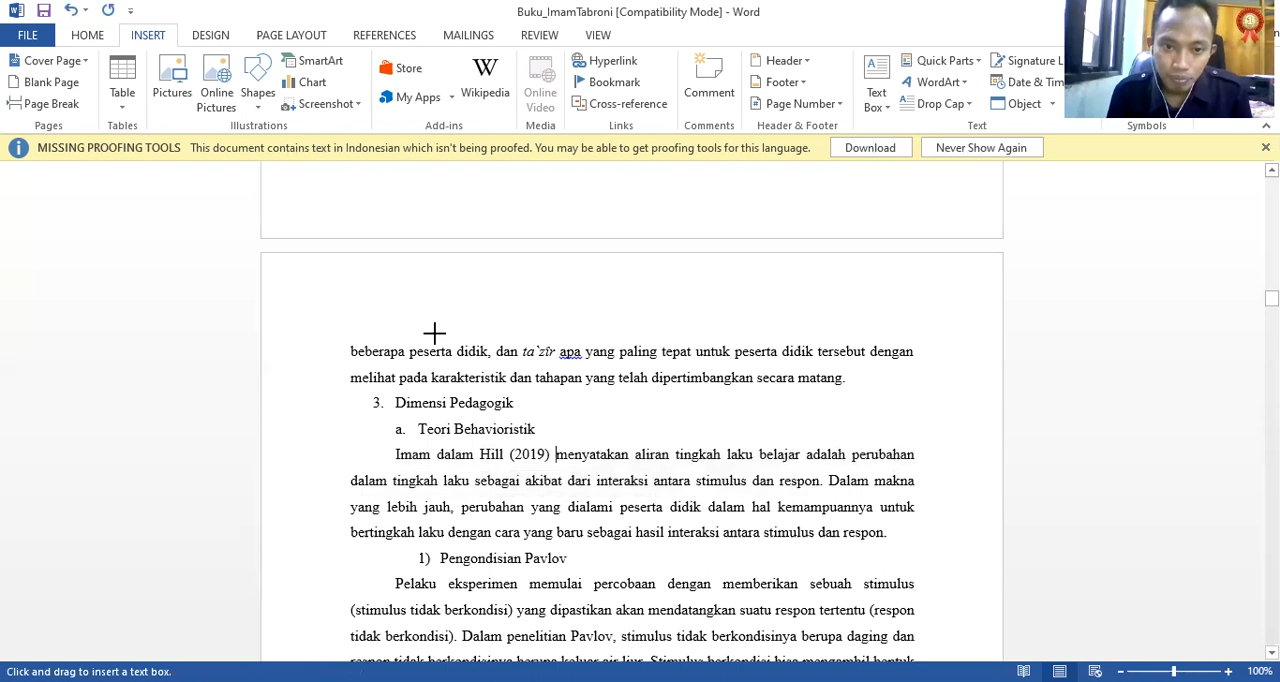 Buku_ImamTabroni [Compatibility Mode] - Word
FILE HOME INSERT DESIGN PAGE LAYOUT REFERENCES MAILINGS REVIEW VIEW
Cover Page
Blank Page
Page Break
Pages
Table
Tables
Pictures
Online Pictures
Shapes
SmartArt
Chart
Screenshot
Illustrations
Store
My Apps
Wikipedia
Add-ins
Online Video
Media
Hyperlink
Bookmark
Cross-reference
Links
Comment
Comments
Header
Footer
Page Number
Header & Footer
Text Box
Quick Parts
WordArt
Drop Cap
Signature L
Date & Tim
Object
Text
Symbols
MISSING PROOFING TOOLS This document contains text in Indonesian which isn't being proofed. You may be able to get proofing tools for this language. Download Never Show Again
beberapa peserta didik, dan ta`zîr apa yang paling tepat untuk peserta didik tersebut dengan
melihat pada karakteristik dan tahapan yang telah dipertimbangkan secara matang.
3. Dimensi Pedagogik
a. Teori Behavioristik
Imam dalam Hill (2019) menyatakan aliran tingkah laku belajar adalah perubahan
dalam tingkah laku sebagai akibat dari interaksi antara stimulus dan respon. Dalam makna
yang lebih jauh, perubahan yang dialami peserta didik dalam hal kemampuannya untuk
bertingkah laku dengan cara yang baru sebagai hasil interaksi antara stimulus dan respon.
1) Pengondisian Pavlov
Pelaku eksperimen memulai percobaan dengan memberikan sebuah stimulus
(stimulus tidak berkondisi) yang dipastikan akan mendatangkan suatu respon tertentu (respon
tidak berkondisi). Dalam penelitian Pavlov, stimulus tidak berkondisinya berupa daging dan
respon tidak berkondisinya berupa keluar air liur. Stimulus berkondisi bisa mengambil bentuk
Click and drag to insert a text box.
100%